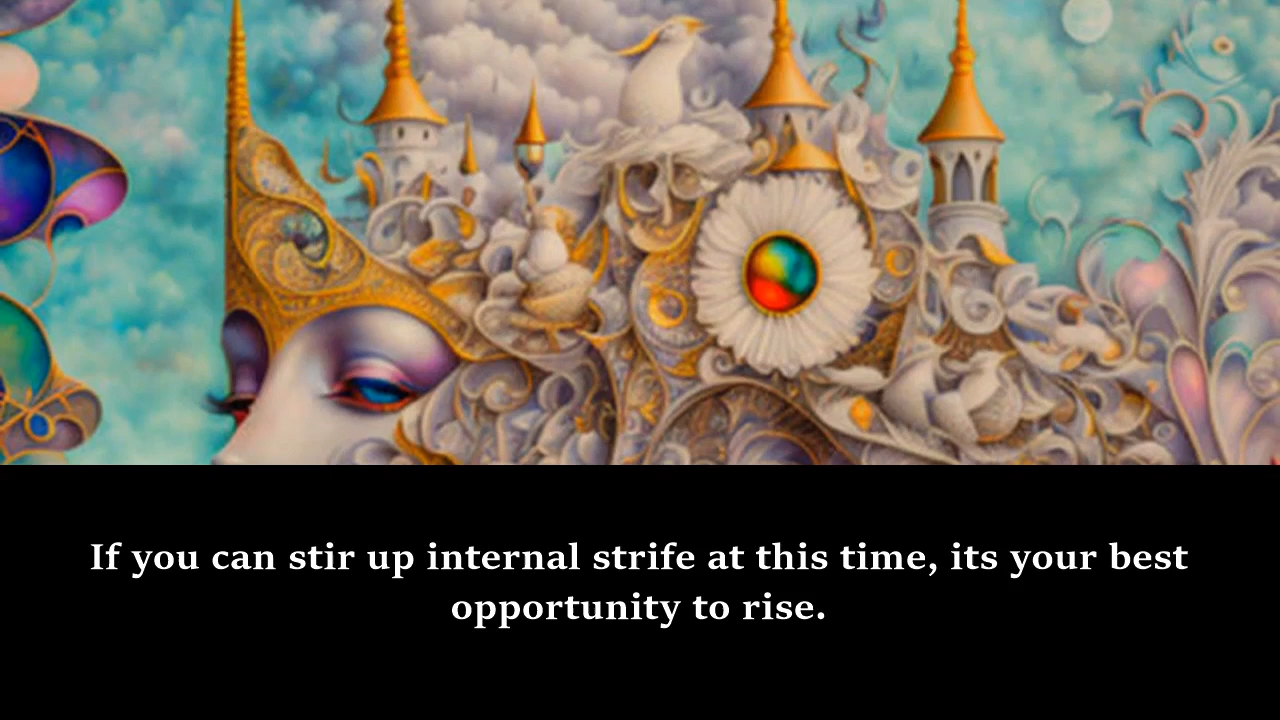 If you can stir up internal strife at this time, its your best
opportunity to rise.